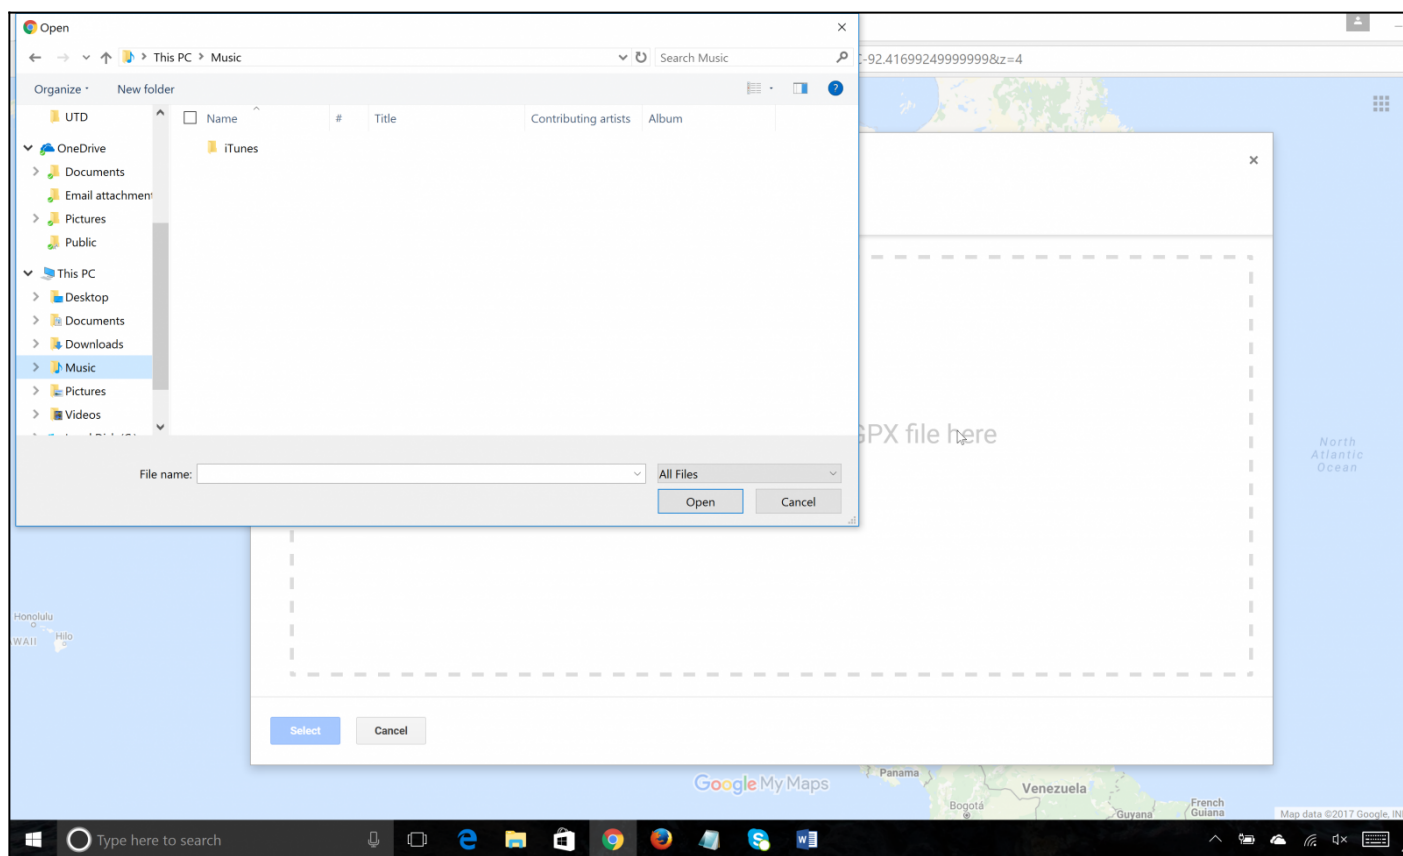 Open
This PC > Music
Search Music
-92.416992499999998&z=4
Organize
New folder
?
Name
#
Title
Contributing artists
Album
UTD
iTunes
OneDrive
Documents
Email attachment
Pictures
Public
This PC
Desktop
Documents
Downloads
Music
Pictures
Videos
File name:
All Files
Open
Cancel
GPX file here
North
Atlantic
Ocean
Honolulu
WAII
Hilo
Select
Cancel
Google My Maps
Panama
Venezuela
Bogotá
Guyana
French
Guiana
Map data ©2017 Google, IN
Type here to search